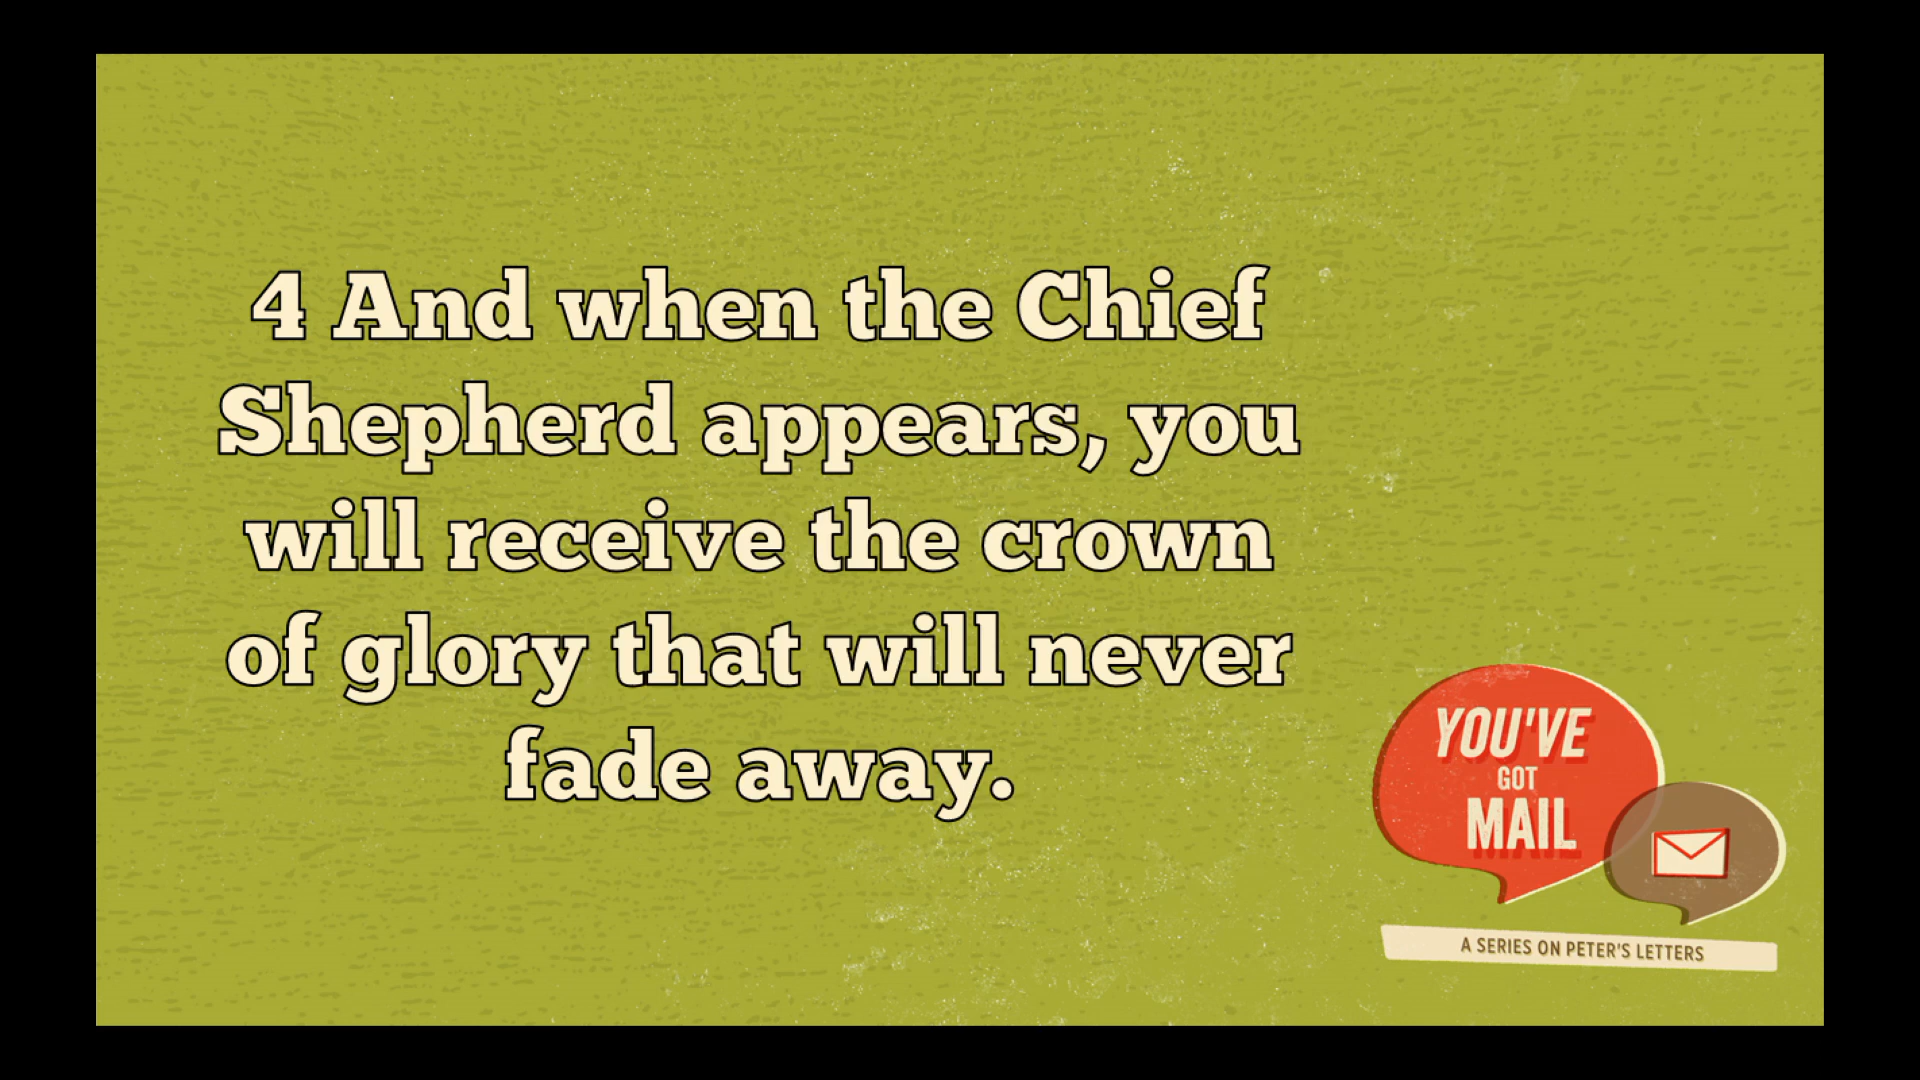 4 And when the Chief
Shepherd appears, you
will receive the crown
of glory that will never
fade away.
YOU'VE
GOT
MAIL
A SERIES ON PETER'S LETTERS